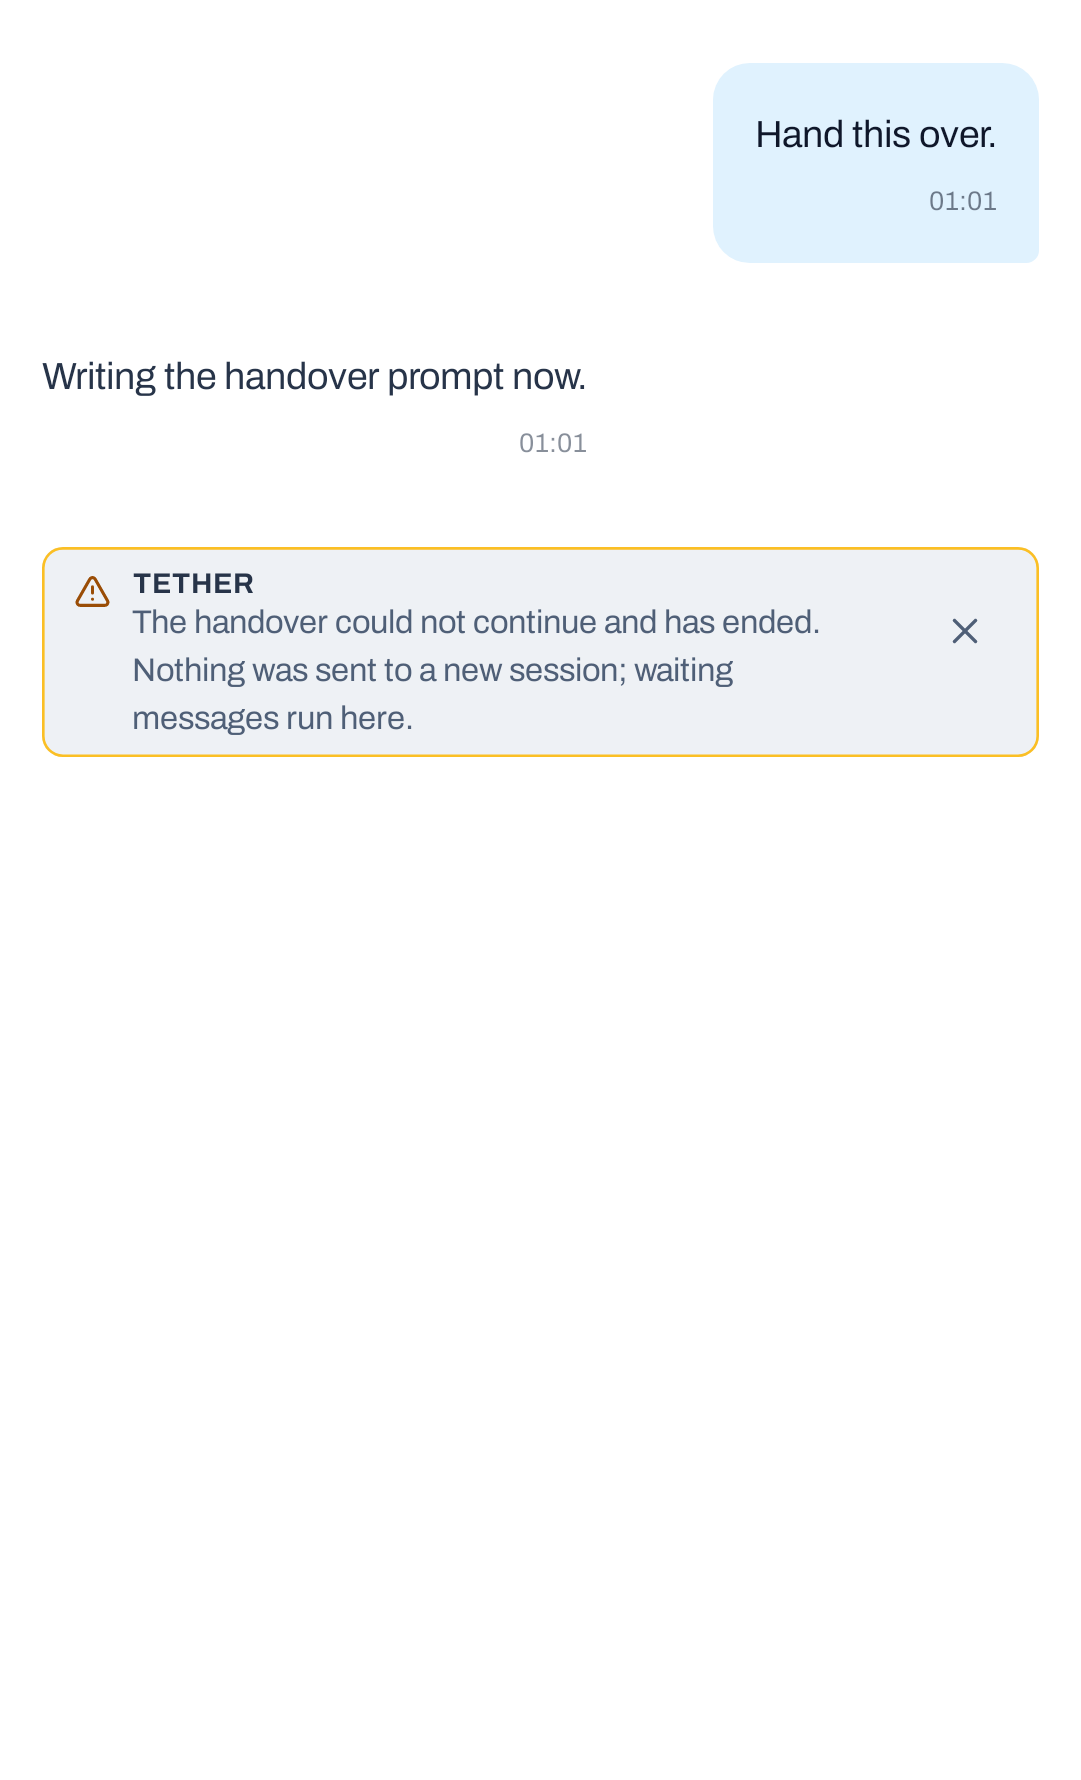 Hand this over.
01:01
Writing the handover prompt now.
01:01
TETHER
The handover could not continue and has ended.
Nothing was sent to a new session; waiting
messages run here.